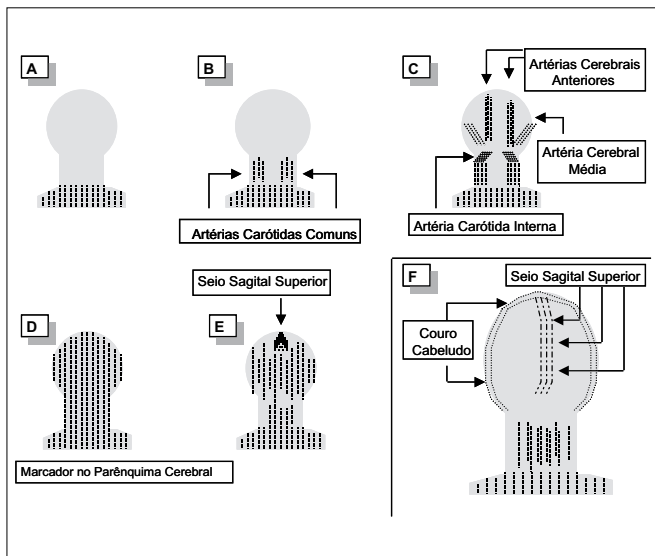 A
B
C
Artérias Cerebrais
Anteriores
Artéria Cerebral
Média
Artérias Carótidas Comuns
Artéria Carótida Interna
Seio Sagital Superior
D
E
Marcador no Parênquima Cerebral
F
Seio Sagital Superior
Couro
Cabeludo